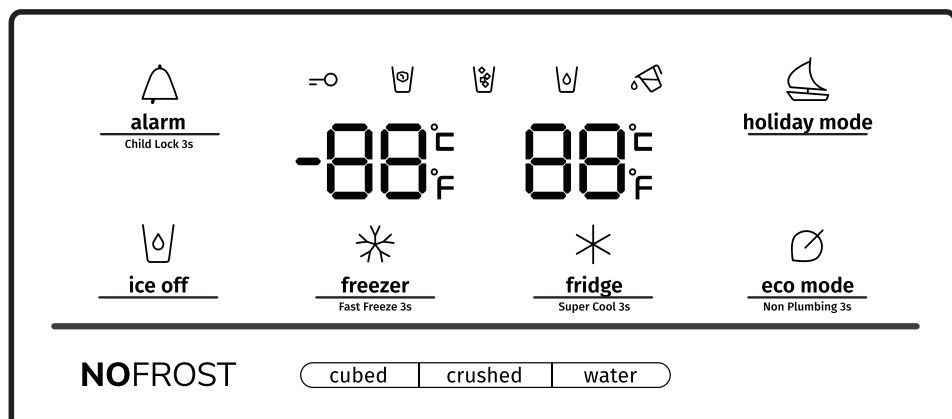 alarm
Child Lock 3s
-88°C °F
88°C °F
holiday mode
ice off
freezer
Fast Freeze 3s
fridge
Super Cool 3s
eco mode
Non Plumbing 3s
NOFROST
cubed
crushed
water